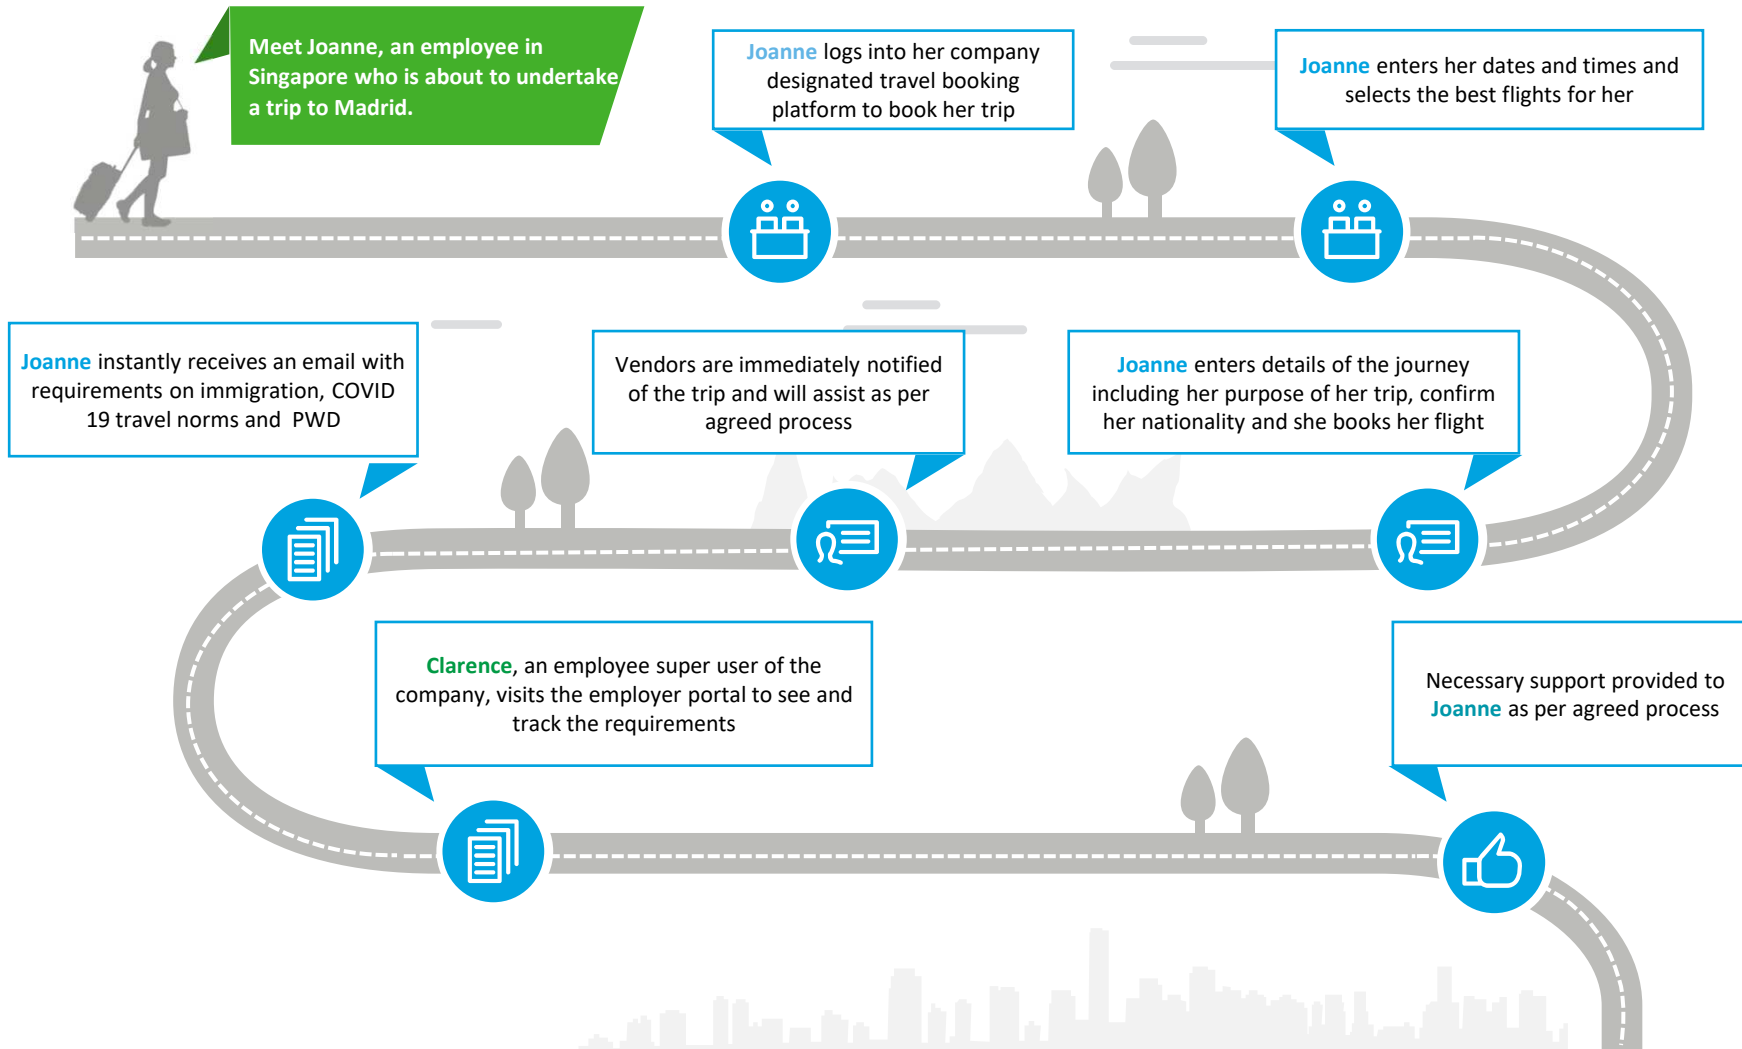 Meet Joanne, an employee in
Singapore who is about to undertake
a trip to Madrid.
Joanne logs into her company
designated travel booking
platform to book her trip
Joanne enters her dates and times and
selects the best flights for her
Joanne enters details of the journey
including her purpose of her trip, confirm
her nationality and she books her flight
Vendors are immediately notified
of the trip and will assist as per
agreed process
Joanne instantly receives an email with
requirements on immigration, COVID
19 travel norms and  PWD
Clarence, an employee super user of the
company, visits the employer portal to see and
track the requirements
Necessary support provided to
Joanne as per agreed process